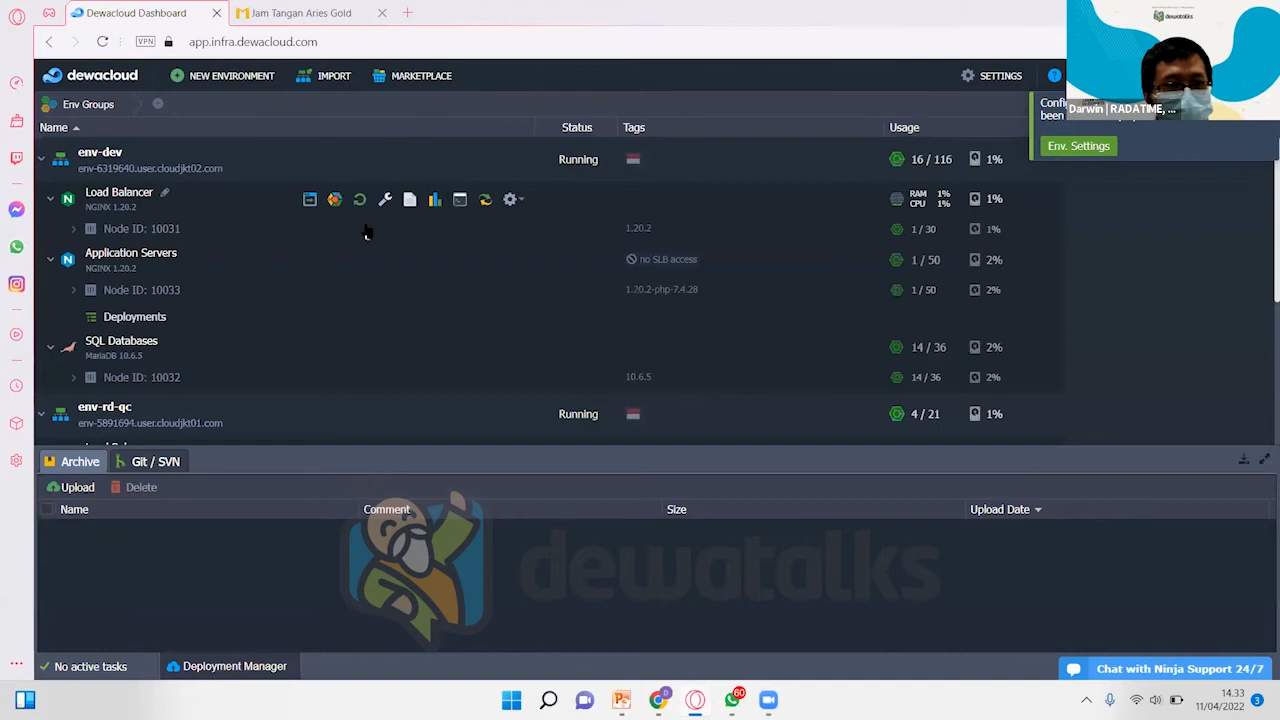 Dewacloud Dashboard
Jam Tangan Aries Gold
dewatalks
VPN
app.infra.dewacloud.com
dewacloud
NEW ENVIRONMENT
IMPORT
MARKETPLACE
SETTINGS
Env Groups
Darwin | RADATIME, ...
been
Env. Settings
Name
Status
Tags
Usage
env-dev
env-6319640.user.cloudjkt02.com
Running
16 / 116
1%
Load Balancer
NGINX 1.20.2
RAM 1%
CPU 1%
1%
Node ID: 10031
1.20.2
1 / 30
1%
Application Servers
NGINX 1.20.2
no SLB access
1 / 50
2%
Node ID: 10033
1.20.2-php-7.4.28
1 / 50
2%
Deployments
SQL Databases
MariaDB 10.6.5
14 / 36
2%
Node ID: 10032
10.6.5
14 / 36
2%
env-rd-qc
env-5891694.user.cloudjkt01.com
Running
4 / 21
1%
Archive
Git / SVN
Upload
Delete
Name
Comment
Size
Upload Date
dewatalks
No active tasks
Deployment Manager
Chat with Ninja Support 24/7
60
14.33
11/04/2022
3